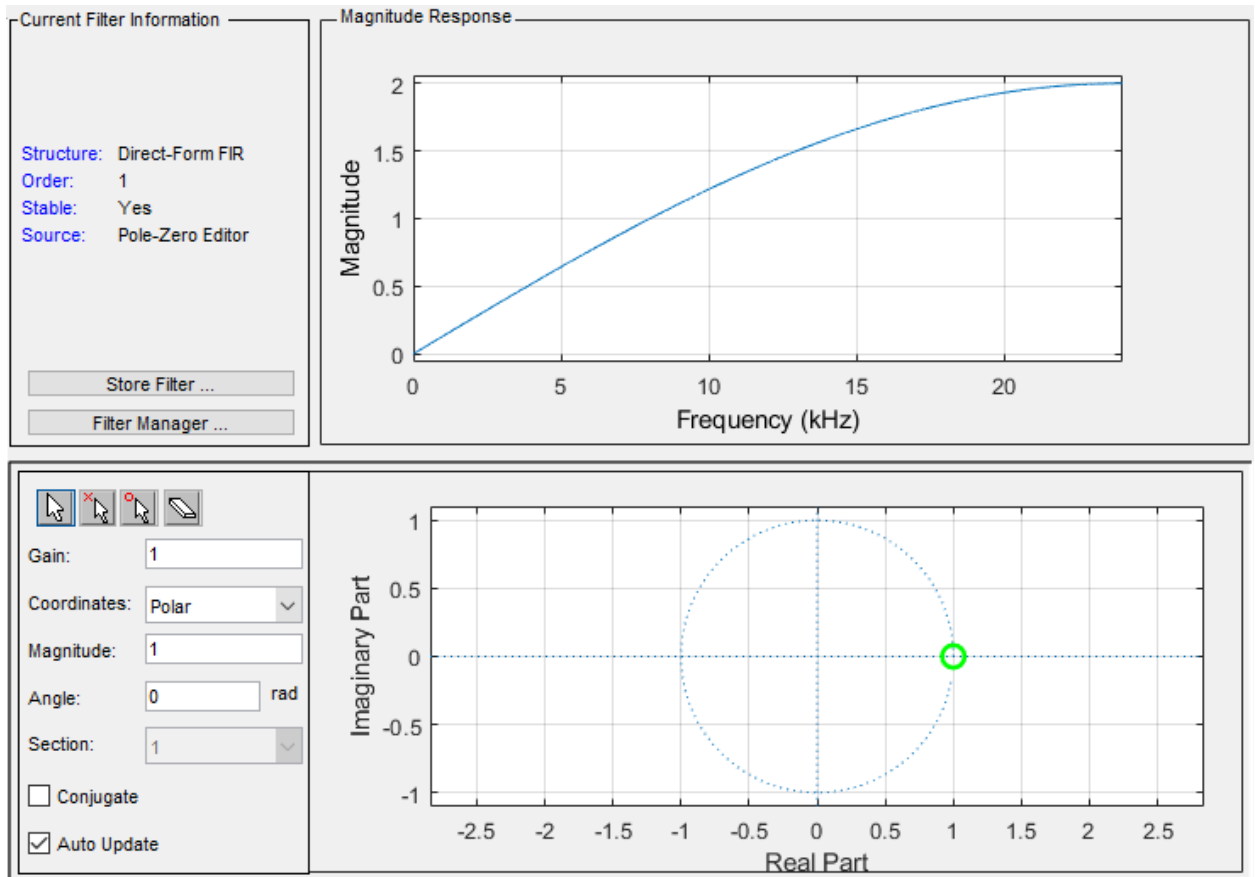 Current Filter Information
Structure: Direct-Form FIR
Order: 1
Stable: Yes
Source: Pole-Zero Editor
Store Filter ...
Filter Manager ...
Magnitude Response
2
1.5
1
0.5
0
Magnitude
0 5 10 15 20
Frequency (kHz)
Gain: 1
Coordinates: Polar
Magnitude: 1
Angle: 0 rad
Section: 1
Conjugate
Auto Update
1
0.5
0
-0.5
-1
Imaginary Part
-2.5 -2 -1.5 -1 -0.5 0 0.5 1 1.5 2 2.5
Real Part